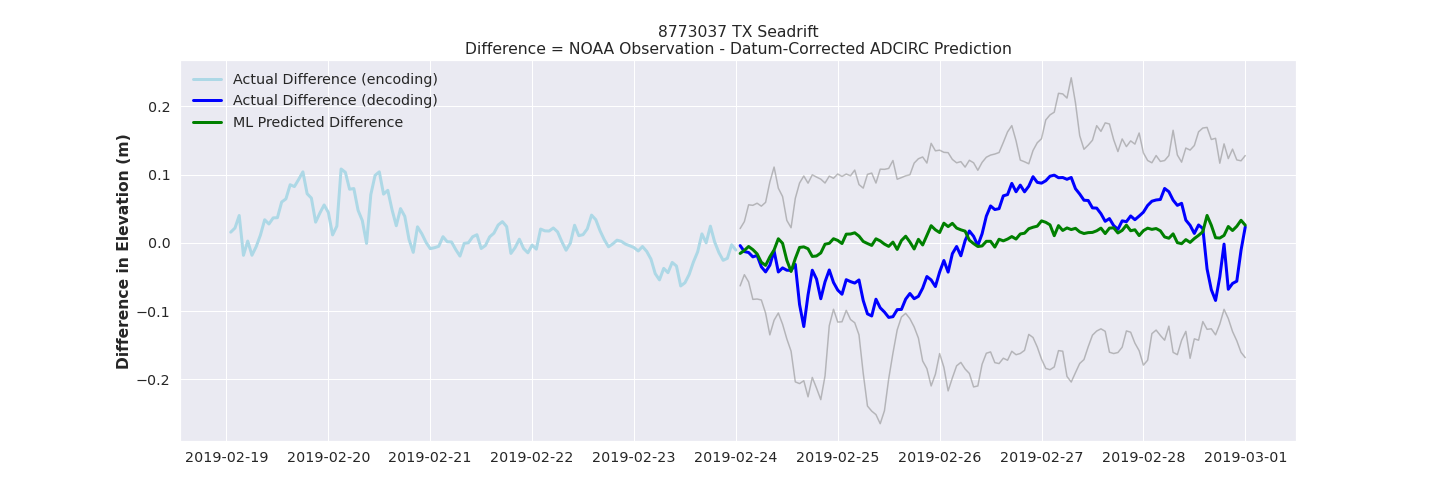 8773037 TX Seadrift
Difference = NOAA Observation - Datum-Corrected ADCIRC Prediction
Actual Difference (encoding)
Actual Difference (decoding)
ML Predicted Difference
Difference in Elevation (m)
0.2
0.1
0.0
−0.1
−0.2
2019-02-19 2019-02-20 2019-02-21 2019-02-22 2019-02-23 2019-02-24 2019-02-25 2019-02-26 2019-02-27 2019-02-28 2019-03-01